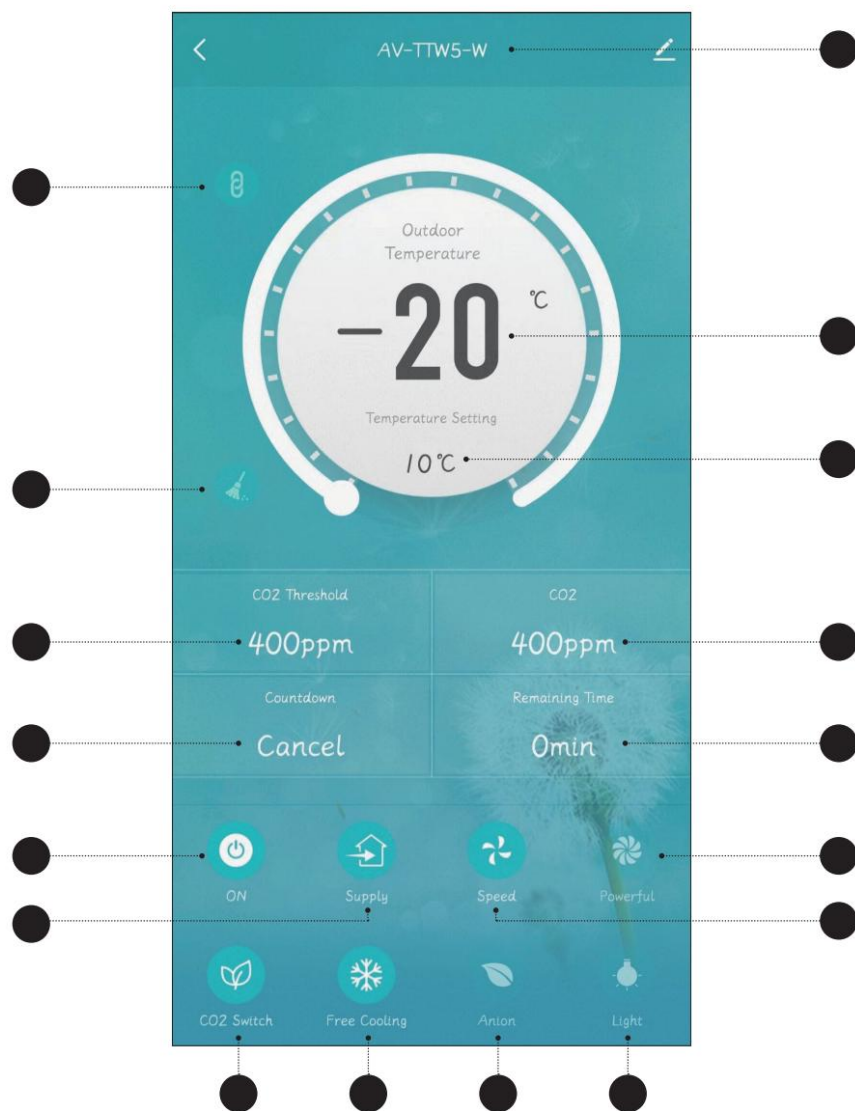 AV-TTW5-W
Outdoor
Temperature
-20 °C
Temperature Setting
10°C
CO2 Threshold
CO2
400ppm
400ppm
Countdown
Remaining Time
Cancel
0min
ON
Supply
Speed
Powerful
CO2 Switch
Free Cooling
Anion
Light